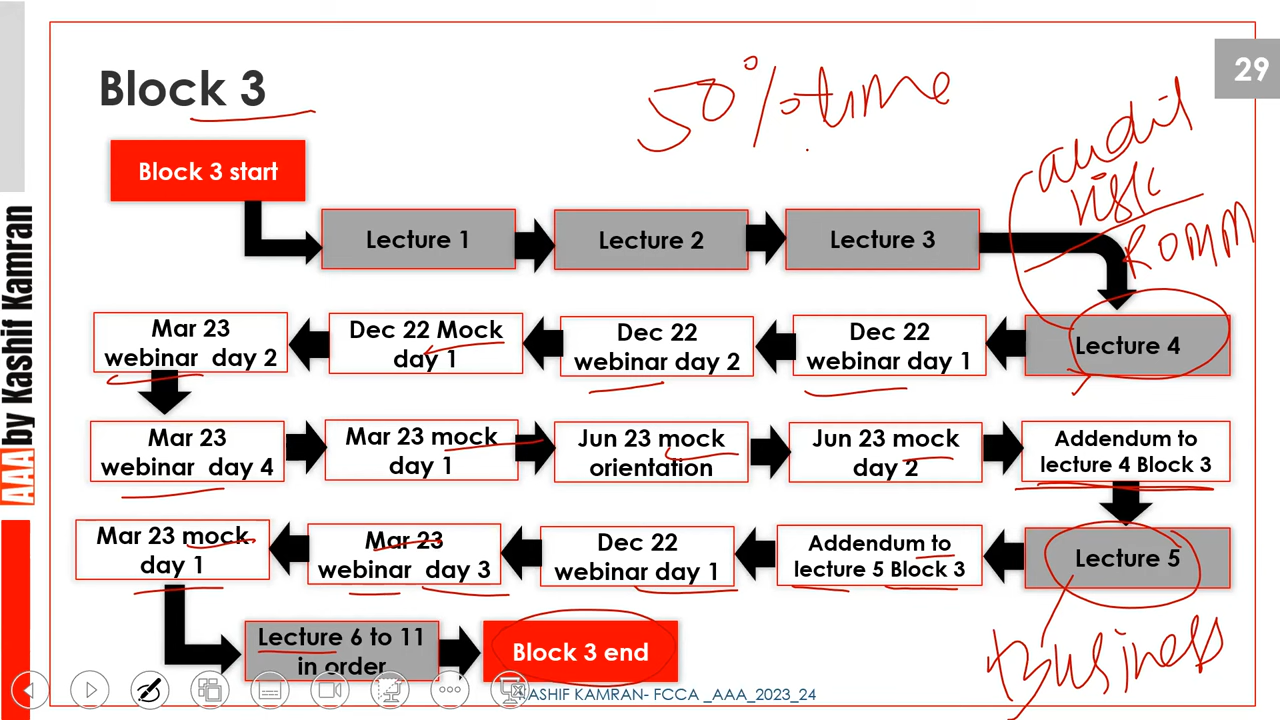 Block 3
50% time
29
audit
risk
ROMM
Block 3 start
Lecture 1
Lecture 2
Lecture 3
Lecture 4
Dec 22
webinar day 1
Dec 22
webinar day 2
Dec 22 Mock
day 1
Mar 23
webinar day 2
Mar 23
webinar day 4
Mar 23 mock
day 1
Jun 23 mock
orientation
Jun 23 mock
day 2
Addendum to
lecture 4 Block 3
Lecture 5
Business
Addendum to
lecture 5 Block 3
Dec 22
webinar day 1
Mar 23
webinar day 3
Mar 23 mock
day 1
Lecture 6 to 11
in order
Block 3 end
AAA by Kashif Kamran
KASHIF KAMRAN- FCCA _AAA_2023_24